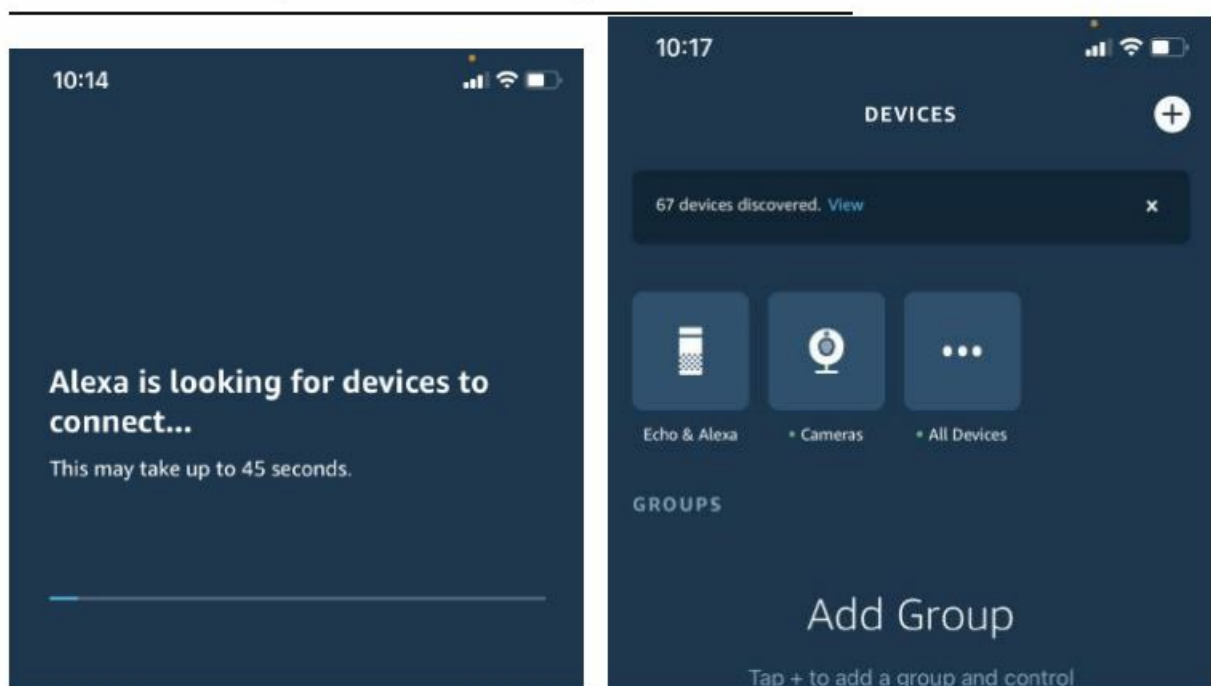 10:14
Alexa is looking for devices to
connect...
This may take up to 45 seconds.
10:17
DEVICES
67 devices discovered. View
x
Echo & Alexa
• Cameras
• All Devices
GROUPS
Add Group
Tap + to add a group and control